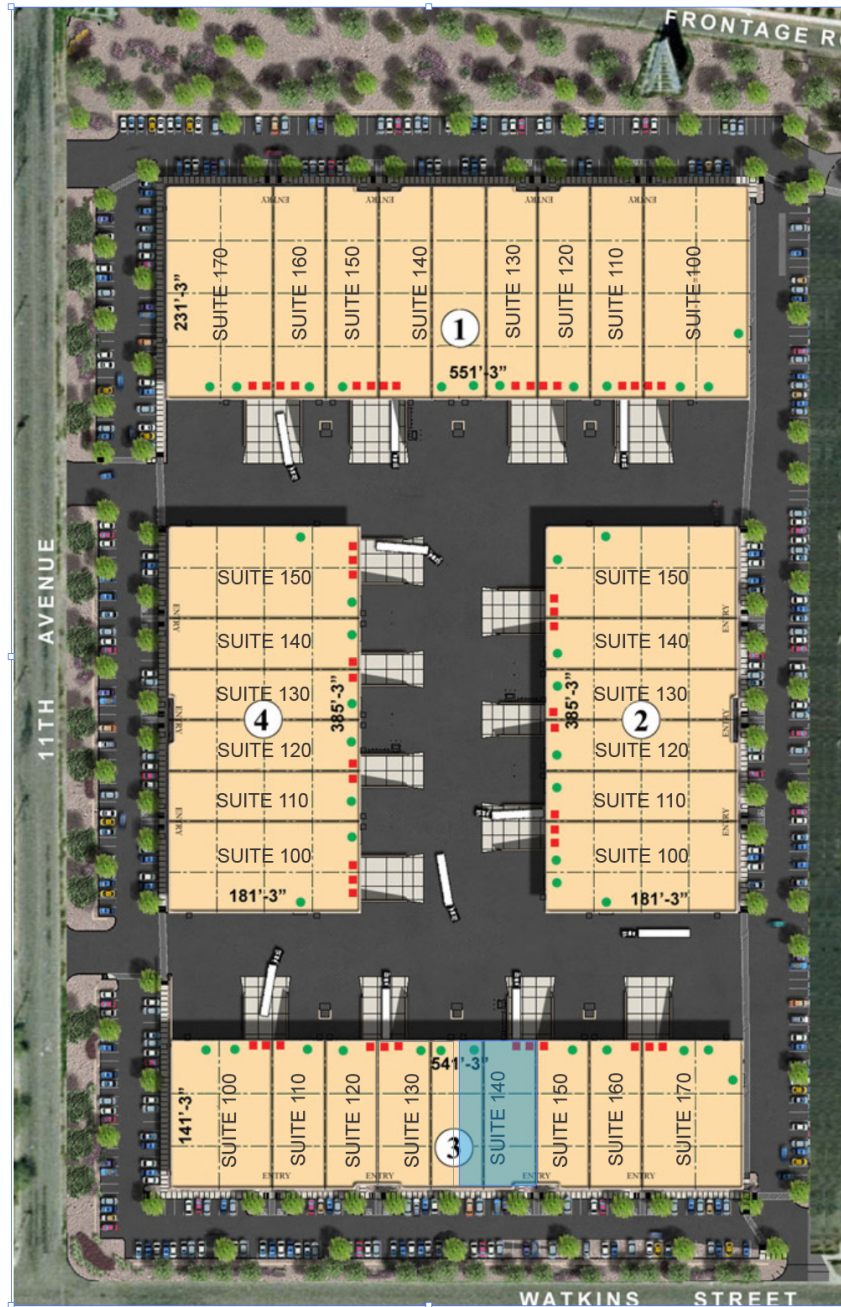 FRONTAGE RO
ENTRY
ENTRY
ENTRY
ENTRY
SUITE 170
SUITE 160
SUITE 150
SUITE 140
SUITE 130
SUITE 120
SUITE 110
SUITE 100
231'-3"
1
551'-3"
11TH AVENUE
SUITE 150
ENTRY
SUITE 140
SUITE 130
385'-3"
4
ENTRY
SUITE 120
SUITE 110
ENTRY
SUITE 100
181'-3"
SUITE 150
ENTRY
SUITE 140
SUITE 130
385'-3"
2
ENTRY
SUITE 120
SUITE 110
ENTRY
SUITE 100
181'-3"
541'-3"
141'-3"
SUITE 100
SUITE 110
SUITE 120
SUITE 130
SUITE 140
SUITE 150
SUITE 160
SUITE 170
3
ENTRY
ENTRY
ENTRY
ENTRY
WATKINS STREET